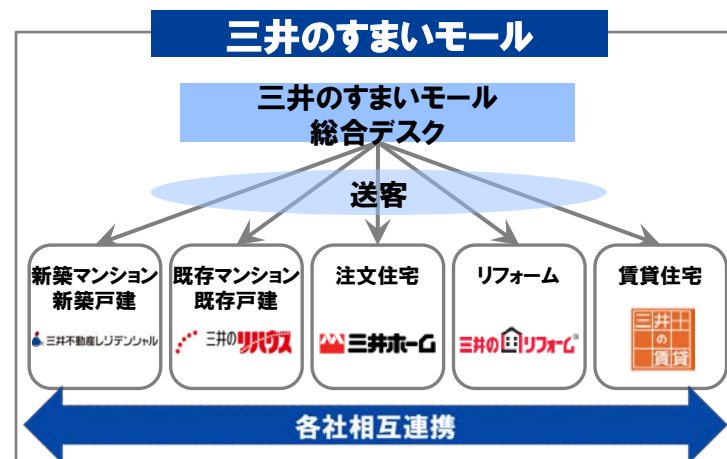 三井のすまいモール
三井のすまいモール
総合デスク
送客
新築マンション
新築戸建
三井不動産レジデンシャル
既存マンション
既存戸建
三井のリハウス
注文住宅
三井ホーム
リフォーム
三井のリフォーム®
賃貸住宅
三井
の
賃貸
各社相互連携